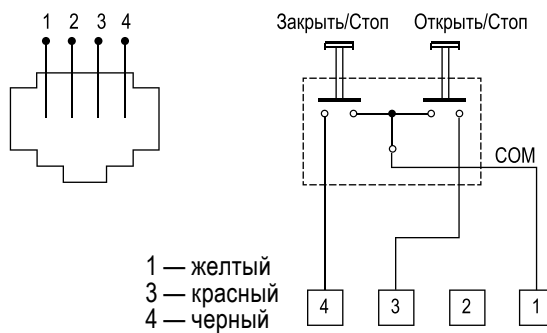 1 2 3 4
Закрыть/Стоп Открыть/Стоп
COM
1 — желтый
3 — красный
4 — черный
4 3 2 1